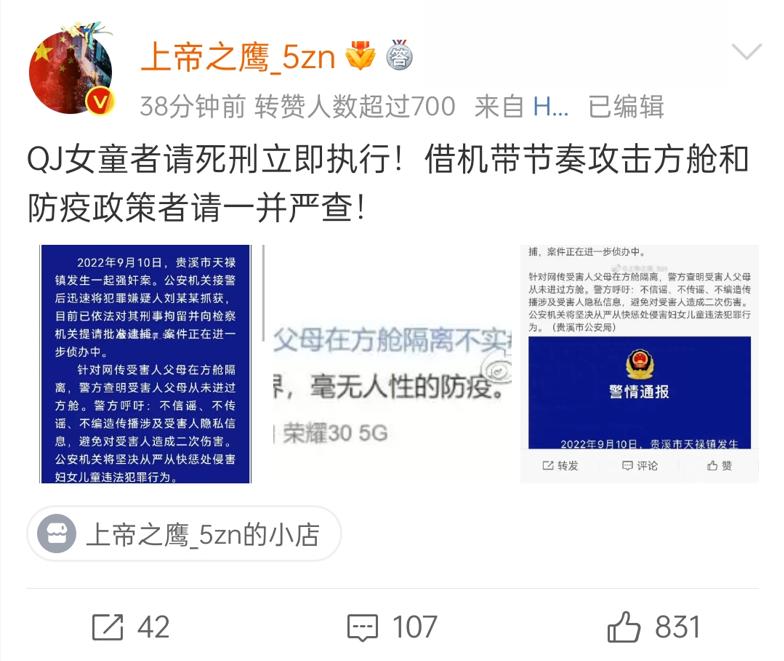 上帝之鹰_5zn
38分钟前 转赞人数超过700 来自 H... 已编辑
QJ女童者请死刑立即执行！借机带节奏攻击方舱和
防疫政策者请一并严查！
2022年9月10日，贵溪市天禄
镇发生一起强奸案。公安机关接警
后迅速将犯罪嫌疑人刘某某抓获，
目前已依法对其刑事拘留并向检察
机关提请批准逮捕，案件正在进一
步侦办中。
针对网传受害人父母在方舱隔
离，警方查明受害人父母从未进过
方舱。警方呼吁：不信谣、不传
谣、不编造传播涉及受害人隐私信
息，避免对受害人造成二次伤害。
公安机关将坚决从严从快惩处侵害
妇女儿童违法犯罪行为。
父母在方舱隔离不实
界，毫无人性的防疫。
荣耀30 5G
捕，案件正在进一步侦办中。
针对网传受害人父母在方舱隔离，警方查明受害人父母
从未进过方舱。警方呼吁：不信谣、不传谣、不编造传
播涉及受害人隐私信息，避免对受害人造成二次伤害。
公安机关将坚决从严从快惩处侵害妇女儿童违法犯罪行
为。（贵溪市公安局）
警情通报
2022年9月10日，贵溪市天禄镇发生
转发 评论 赞
上帝之鹰_5zn的小店
42 107 831